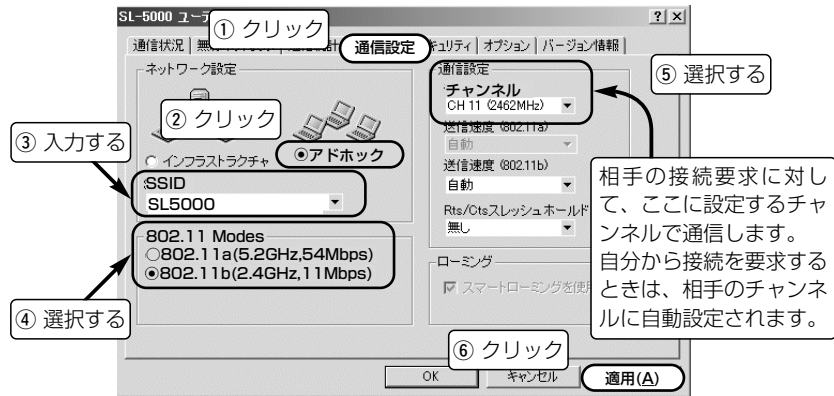 SL-5000 ユーテ
① クリック
通信状況
通信設定
キュリティ
オプション
バージョン情報
ネットワーク設定
② クリック
③ 入力する
インフラストラクチャ
アドホック
SSID
SL5000
802.11 Modes
802.11a(5.2GHz,54Mbps)
802.11b(2.4GHz,11Mbps)
④ 選択する
通信設定
チャンネル
CH 11 (2462MHz)
⑤ 選択する
送信速度 (802.11a)
自動
送信速度 (802.11b)
自動
Rts/Ctsスレッショホールド
無し
ローミング
スマートローミングを使用
相手の接続要求に対し
て、ここに設定するチャ
ンネルで通信します。
自分から接続を要求する
ときは、相手のチャンネ
ルに自動設定されます。
⑥ クリック
OK
キャンセル
適用(A)